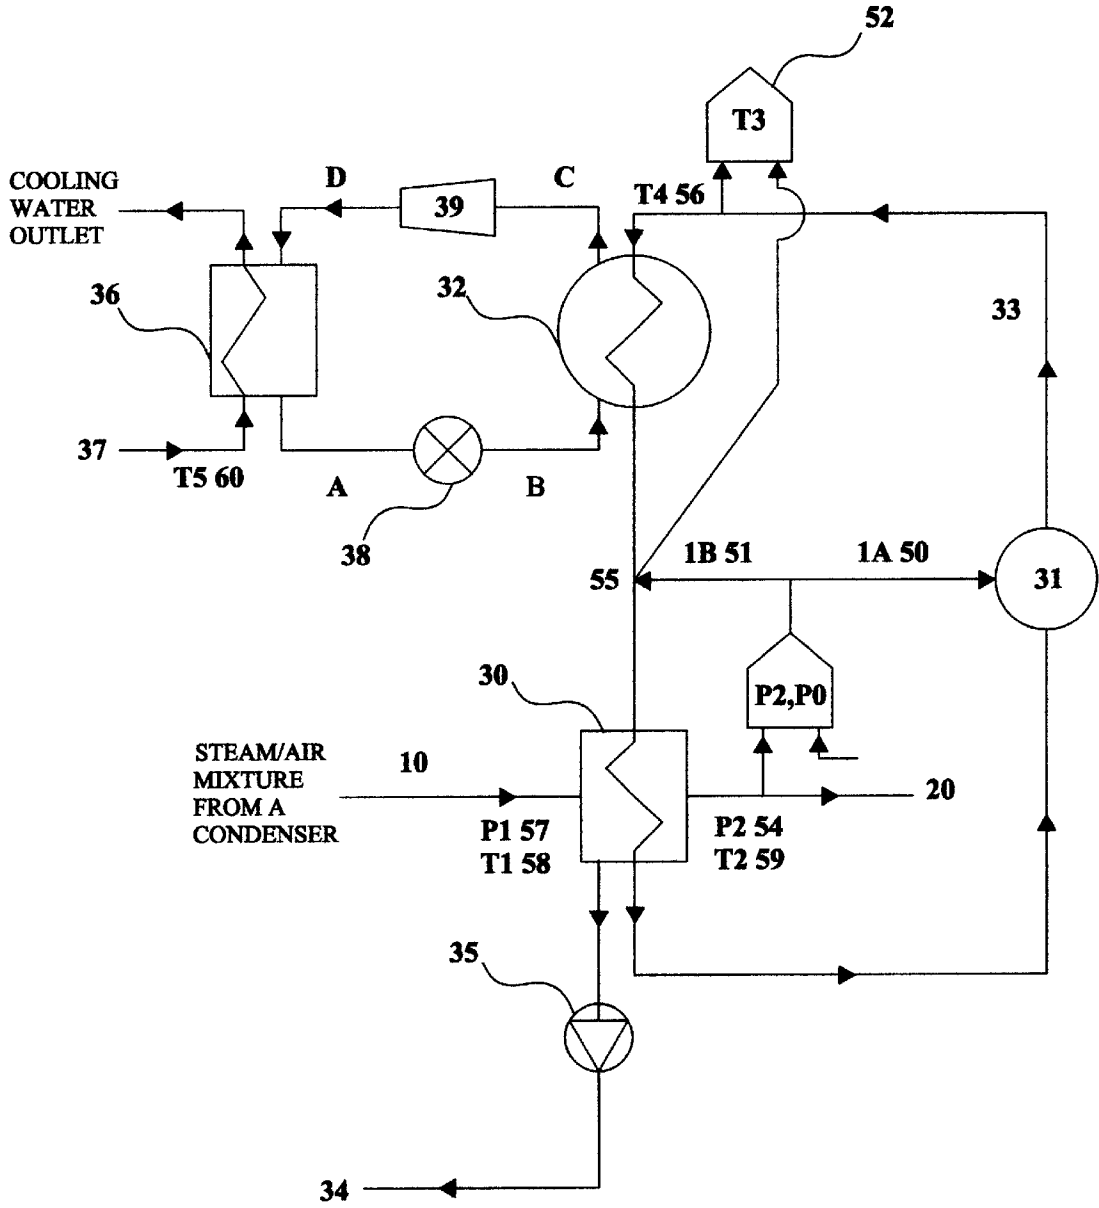 52
T3
COOLING
WATER
OUTLET
D
C
T4 56
39
36
32
33
37
T5 60
A
B
38
1B 51
1A 50
55
31
30
P2,P0
STEAM/AIR
MIXTURE
FROM A
CONDENSER
10
20
P1 57
T1 58
P2 54
T2 59
35
34